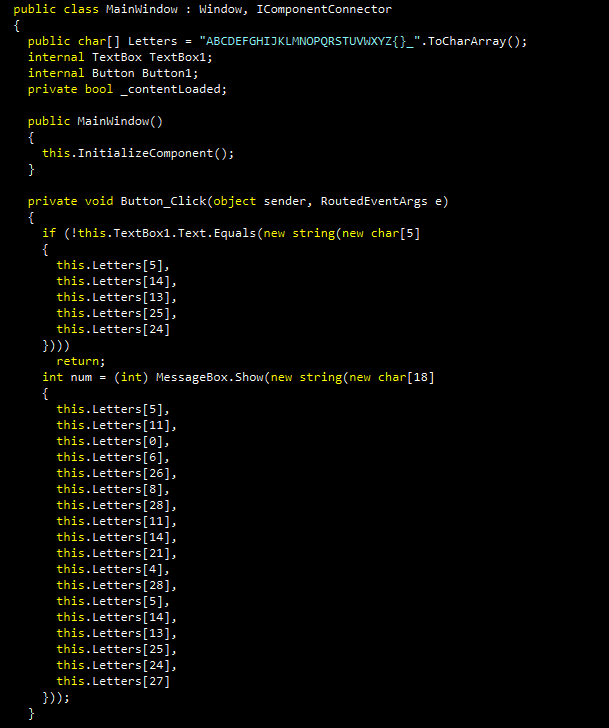 public class MainWindow : Window, IComponentConnector
{
  public char[] Letters = "ABCDEFGHIJKLMNOPQRSTUVWXYZ{}_".ToCharArray();
  internal TextBox TextBox1;
  internal Button Button1;
  private bool _contentLoaded;

  public MainWindow()
  {
    this.InitializeComponent();
  }

  private void Button_Click(object sender, RoutedEventArgs e)
  {
    if (!this.TextBox1.Text.Equals(new string(new char[5]
    {
      this.Letters[5],
      this.Letters[14],
      this.Letters[13],
      this.Letters[25],
      this.Letters[24]
    })))
      return;
    int num = (int) MessageBox.Show(new string(new char[18]
    {
      this.Letters[5],
      this.Letters[11],
      this.Letters[0],
      this.Letters[6],
      this.Letters[26],
      this.Letters[8],
      this.Letters[28],
      this.Letters[11],
      this.Letters[14],
      this.Letters[21],
      this.Letters[4],
      this.Letters[28],
      this.Letters[5],
      this.Letters[14],
      this.Letters[13],
      this.Letters[25],
      this.Letters[24],
      this.Letters[27]
    }));
  }